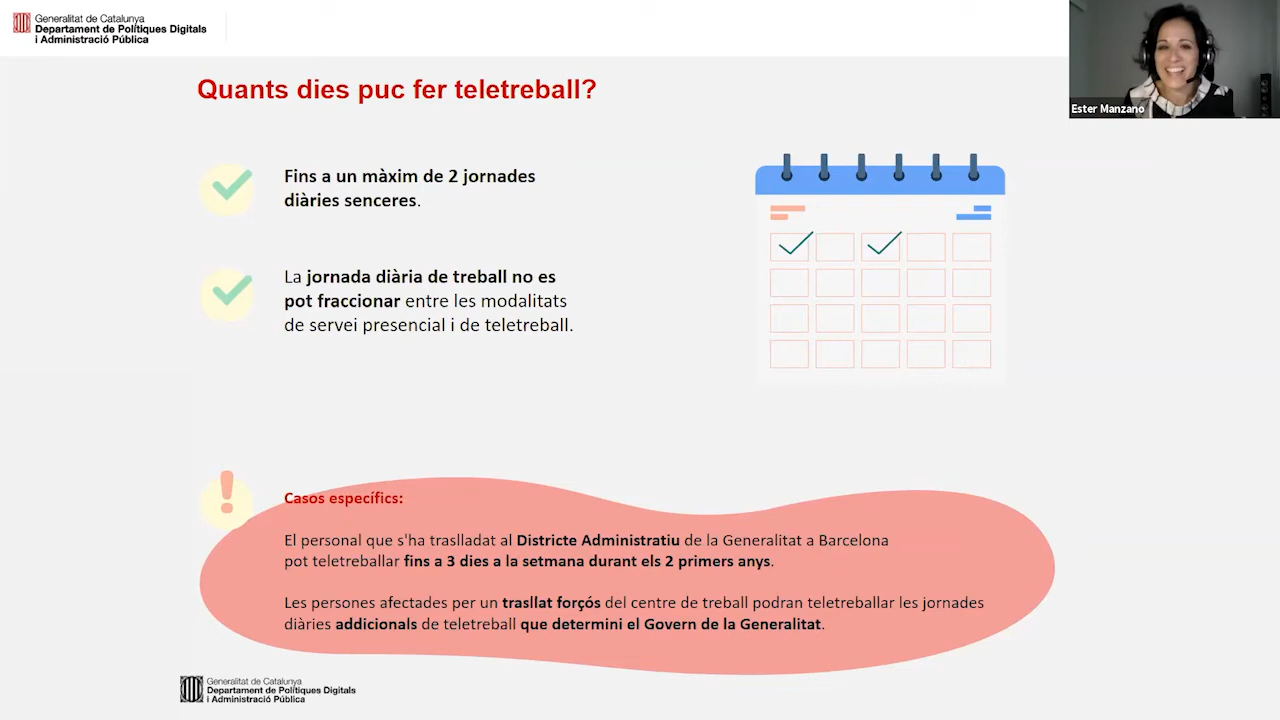 Generalitat de Catalunya
Departament de Polítiques Digitals
i Administració Pública
Ester Manzano
Quants dies puc fer teletreball?
Fins a un màxim de 2 jornades
diàries senceres.
La jornada diària de treball no es
pot fraccionar entre les modalitats
de servei presencial i de teletreball.
Casos específics:
El personal que s'ha traslladat al Districte Administratiu de la Generalitat a Barcelona
pot teletreballar fins a 3 dies a la setmana durant els 2 primers anys.
Les persones afectades per un trasllat forçós del centre de treball podran teletreballar les jornades
diàries addicionals de teletreball que determini el Govern de la Generalitat.
Generalitat de Catalunya
Departament de Polítiques Digitals
i Administració Pública